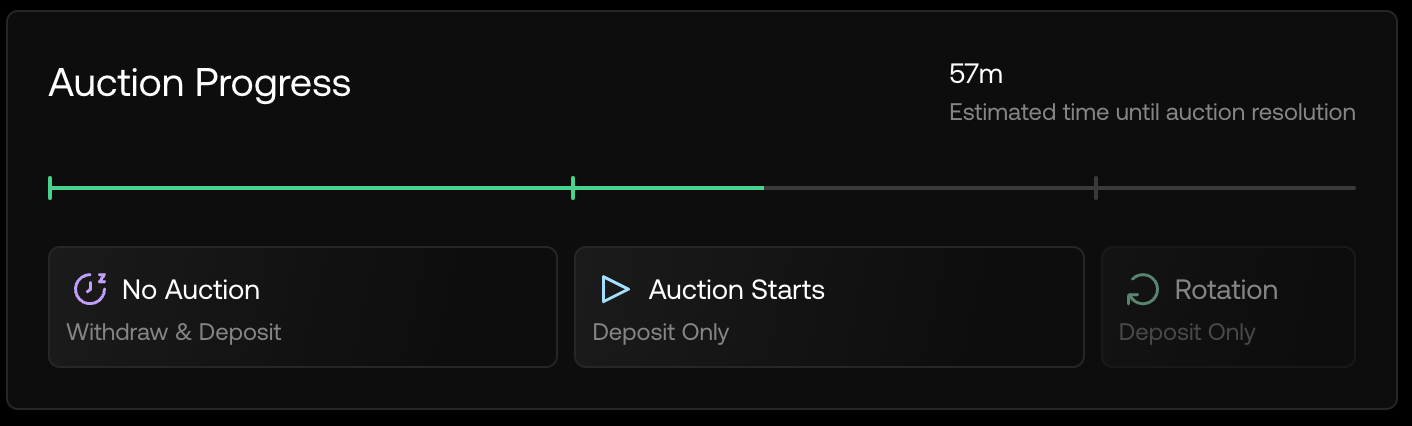 Auction Progress
57m
Estimated time until auction resolution
No Auction
Withdraw & Deposit
Auction Starts
Deposit Only
Rotation
Deposit Only